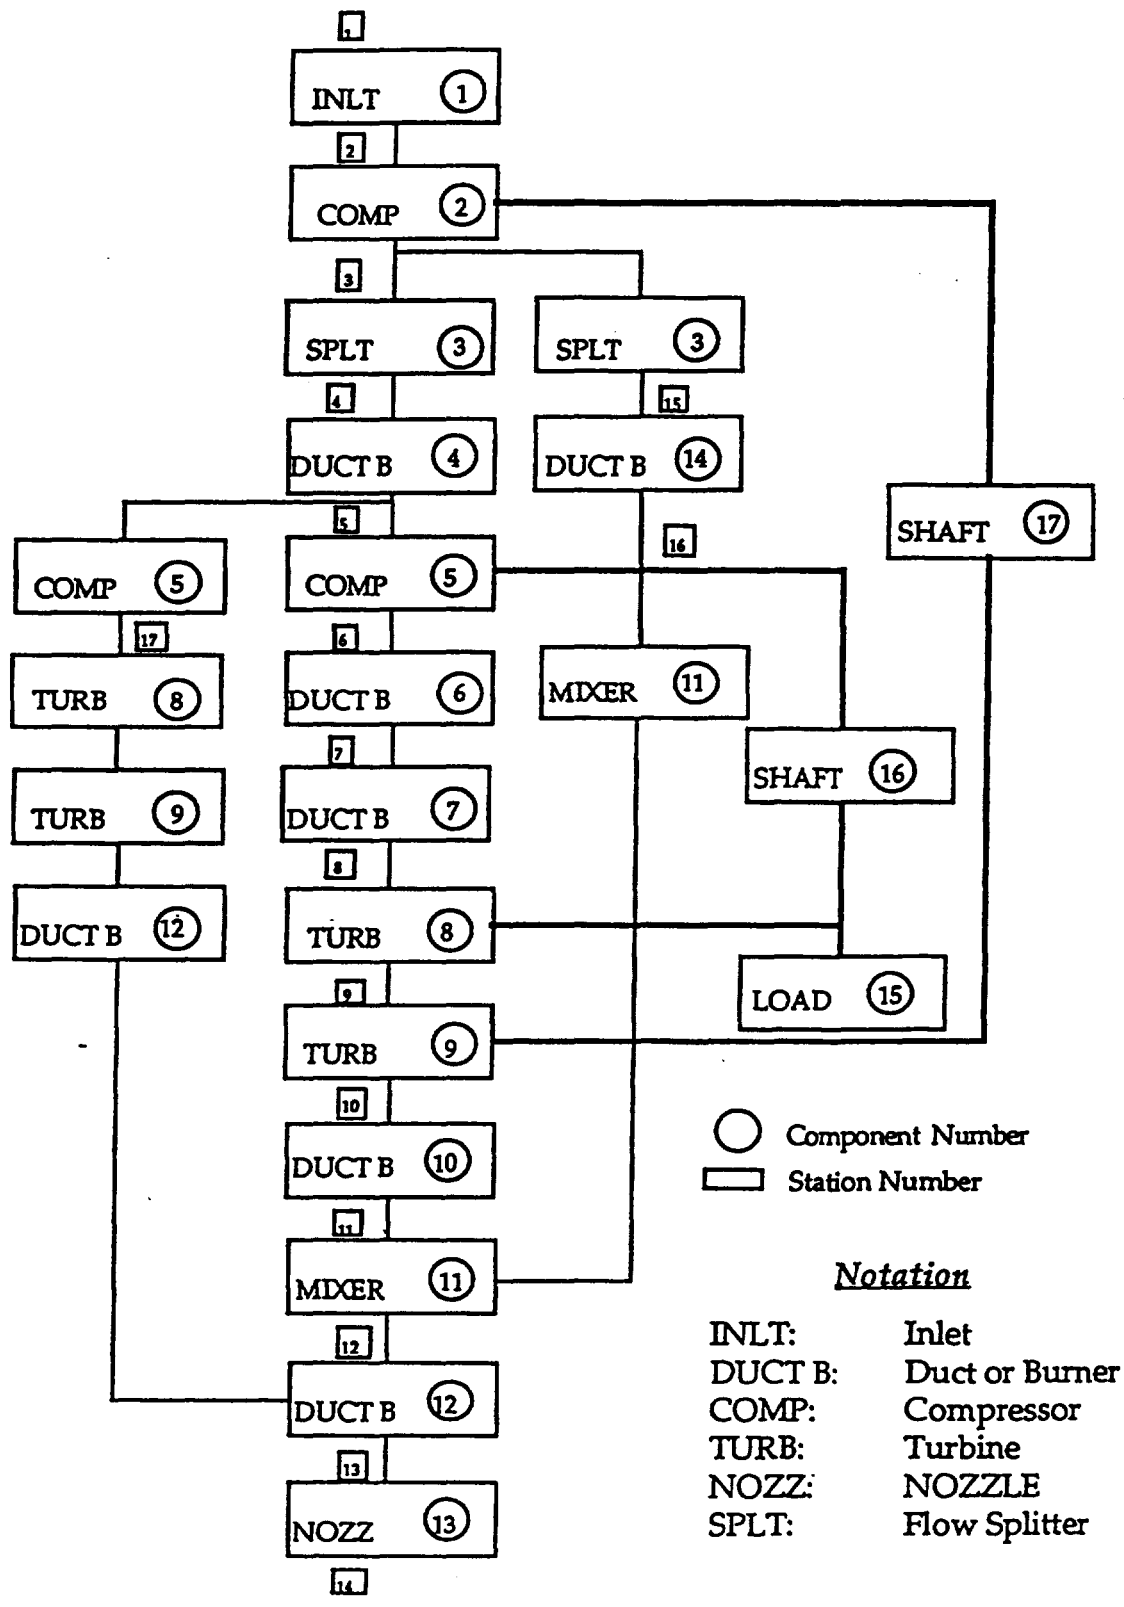 1
INLT 1
2
COMP 2
3
SPLT 3
SPLT 3
4
15
DUCT B 4
DUCT B 14
5
16
SHAFT 17
COMP 5
COMP 5
17
6
TURB 8
DUCT B 6
MIXER 11
7
SHAFT 16
TURB 9
DUCT B 7
8
DUCT B 12
TURB 8
9
LOAD 15
TURB 9
10
Component Number
DUCT B 10
Station Number
11
MIXER 11
Notation
12
INLT: Inlet
DUCT B: Duct or Burner
DUCT B 12
COMP: Compressor
TURB: Turbine
13
NOZZ: NOZZLE
NOZZ 13
SPLT: Flow Splitter
14